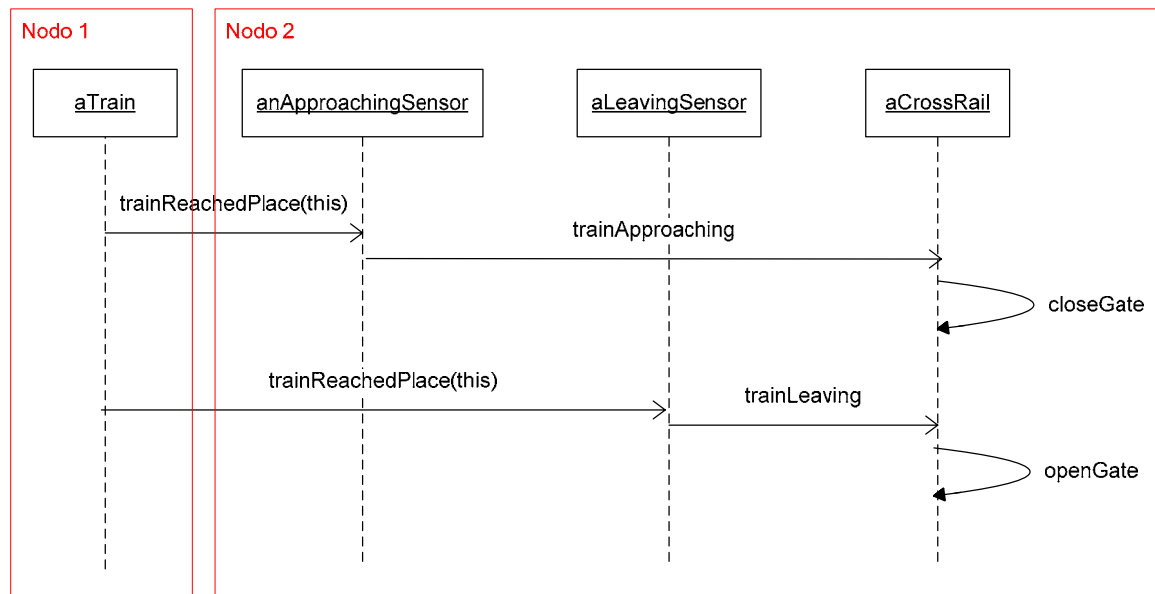 Nodo 1
Nodo 2
aTrain
anApproachingSensor
aLeavingSensor
aCrossRail
trainReachedPlace(this)
trainApproaching
closeGate
trainReachedPlace(this)
trainLeaving
openGate